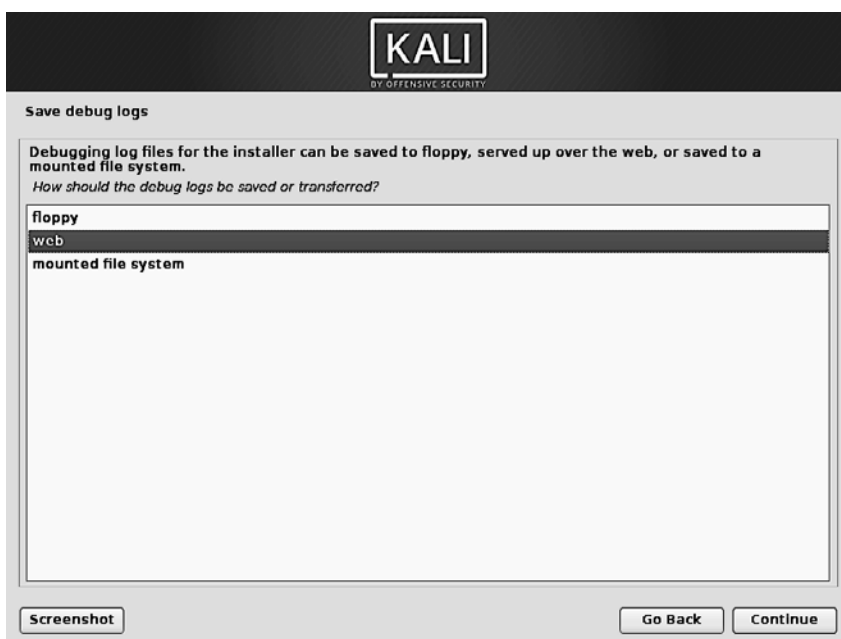 KALI
BY OFFENSIVE SECURITY
Save debug logs
Debugging log files for the installer can be saved to floppy, served up over the web, or saved to a
mounted file system.
How should the debug logs be saved or transferred?
floppy
web
mounted file system
Screenshot
Go Back
Continue